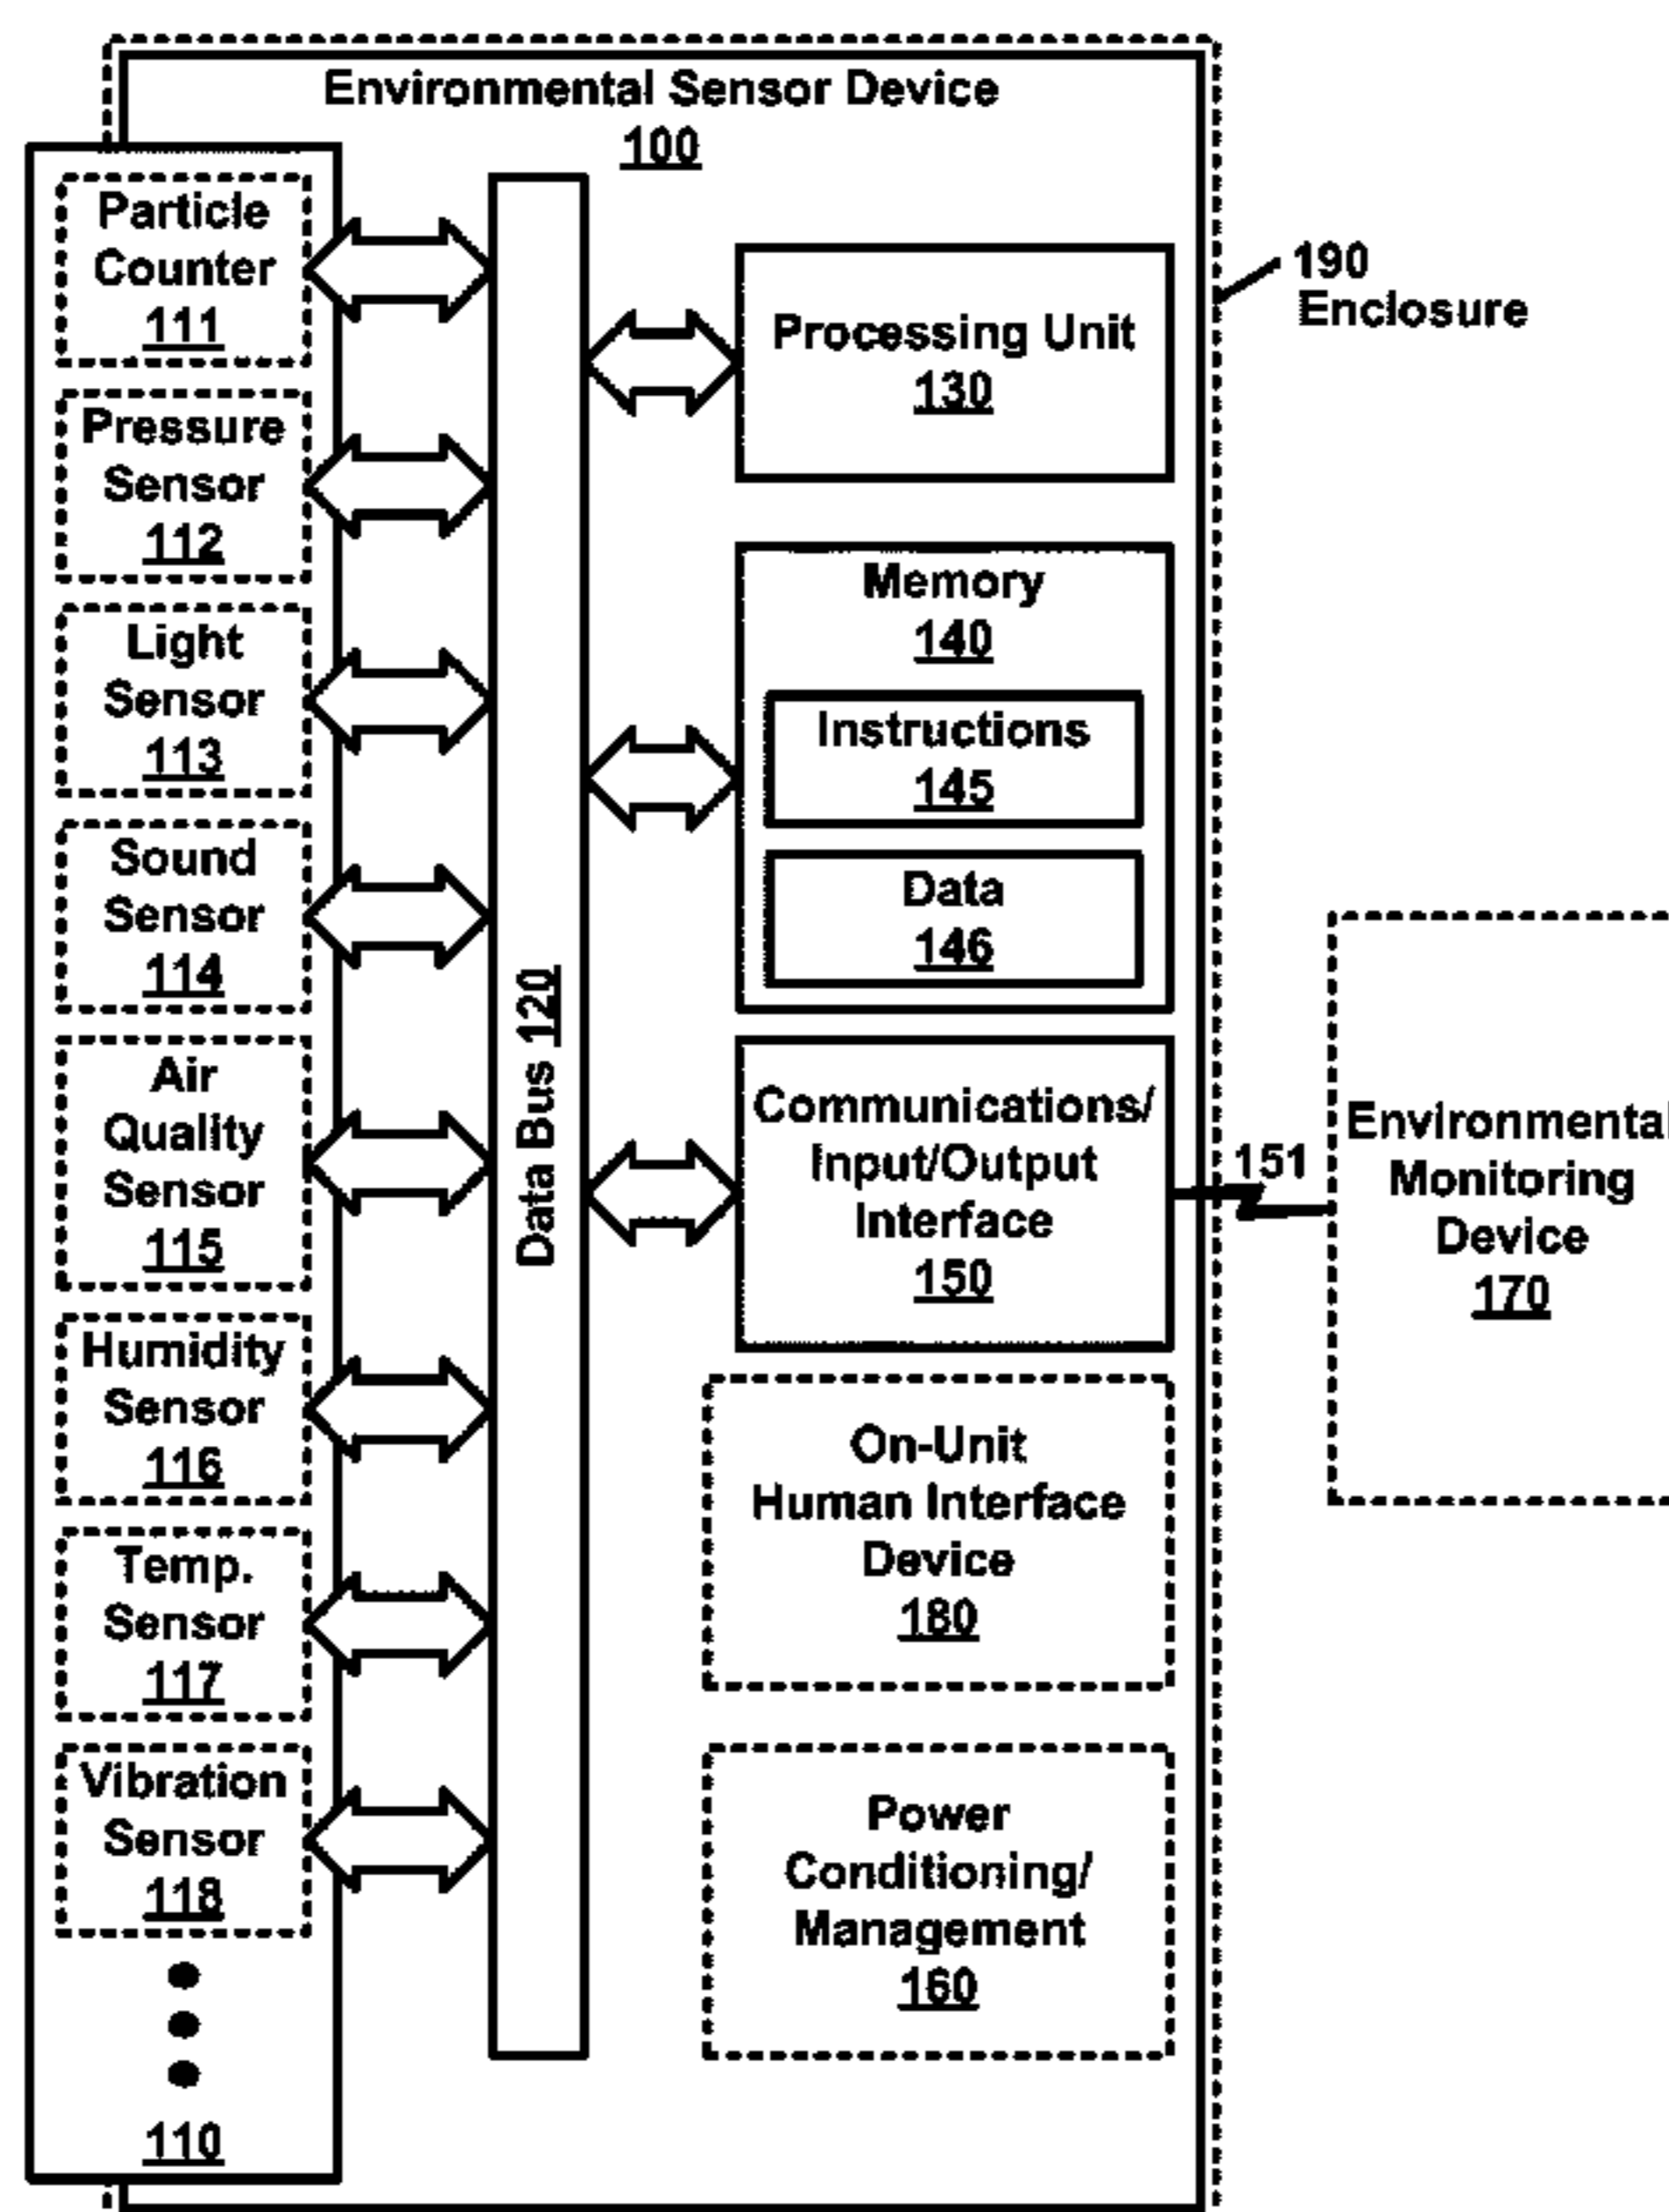 Environmental Sensor Device
100
Particle
Counter
111
Pressure
Sensor
112
Light
Sensor
113
Sound
Sensor
114
Air
Quality
Sensor
115
Humidity
Sensor
116
Temp.
Sensor
117
Vibration
Sensor
118
110
Data Bus 120
Processing Unit
130
Memory
140
Instructions
145
Data
146
Communications/
Input/Output
Interface
150
On-Unit
Human Interface
Device
180
Power
Conditioning/
Management
160
190
Enclosure
151
Environmental
Monitoring
Device
170